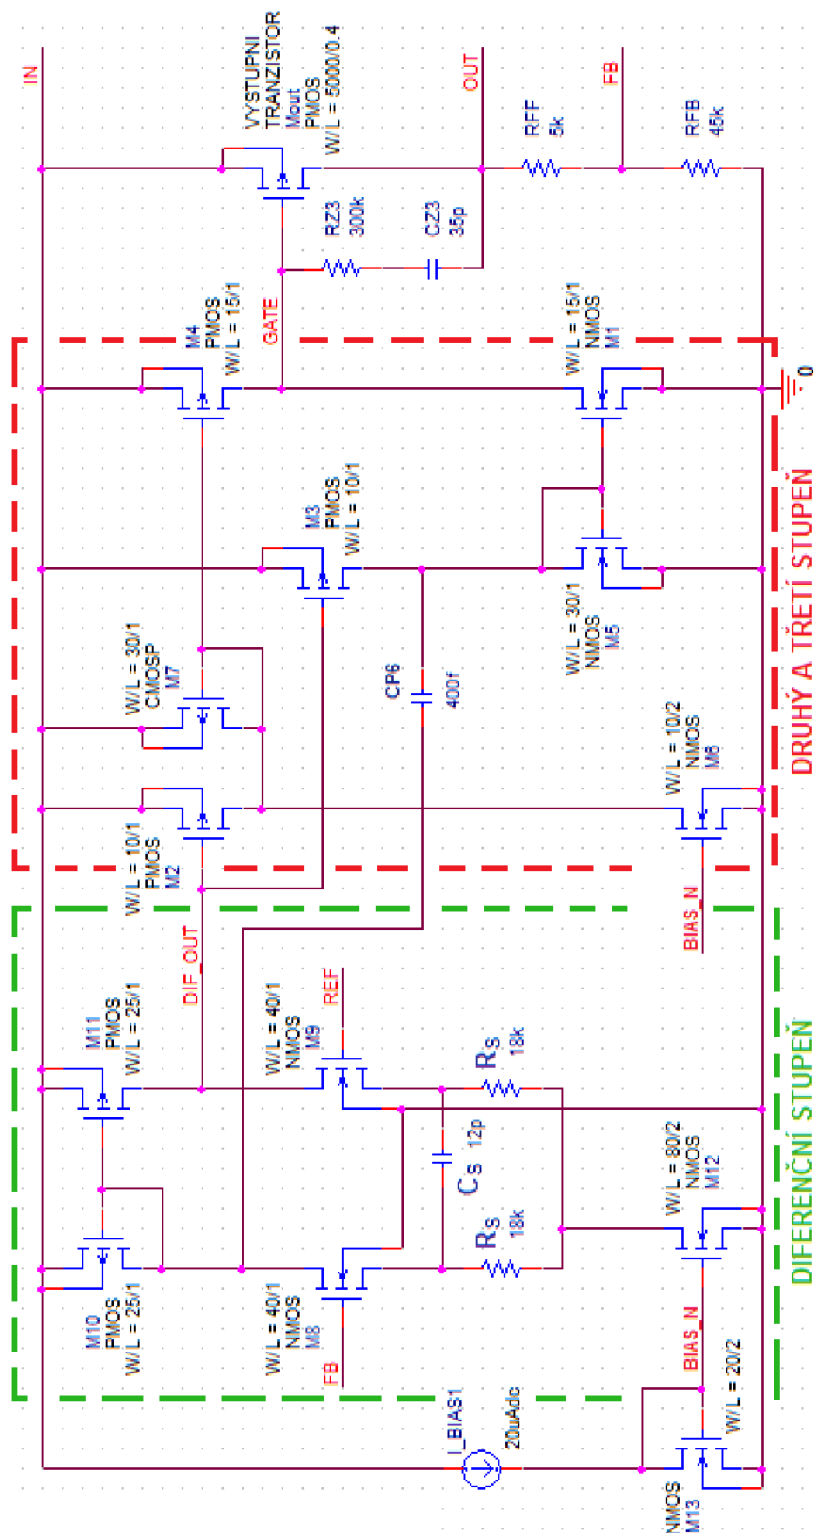 IN
VÝSTUPNÍ
TRANZISTOR
Mout
PMOS
W/L = 5000/0.4
OUT
FB
RFF
5k
RFB
45k
RZ3
300k
CZ3
35p
GATE
M4
PMOS
W/L = 15/1
W/L = 15/1
NMOS
M1
0
M3
PMOS
W/L = 10/1
W/L = 30/1
NMOS
M5
W/L = 30/1
CMOSP
M7
CP6
400f
W/L = 10/1
PMOS
M2
W/L = 10/2
NMOS
M6
BIAS_N
DRUHÝ A TŘETÍ STUPEŇ
DIF_OUT
M11
PMOS
W/L = 25/1
REF
W/L = 40/1
NMOS
M9
RS
18k
CS
12p
RS
18k
M10
PMOS
W/L = 25/1
W/L = 40/1
NMOS
M8
FB
W/L = 80/2
NMOS
M12
BIAS_N
DIFERENČNÍ STUPEŇ
I_BIAS1
20uAdc
W/L = 20/2
NMOS
M13